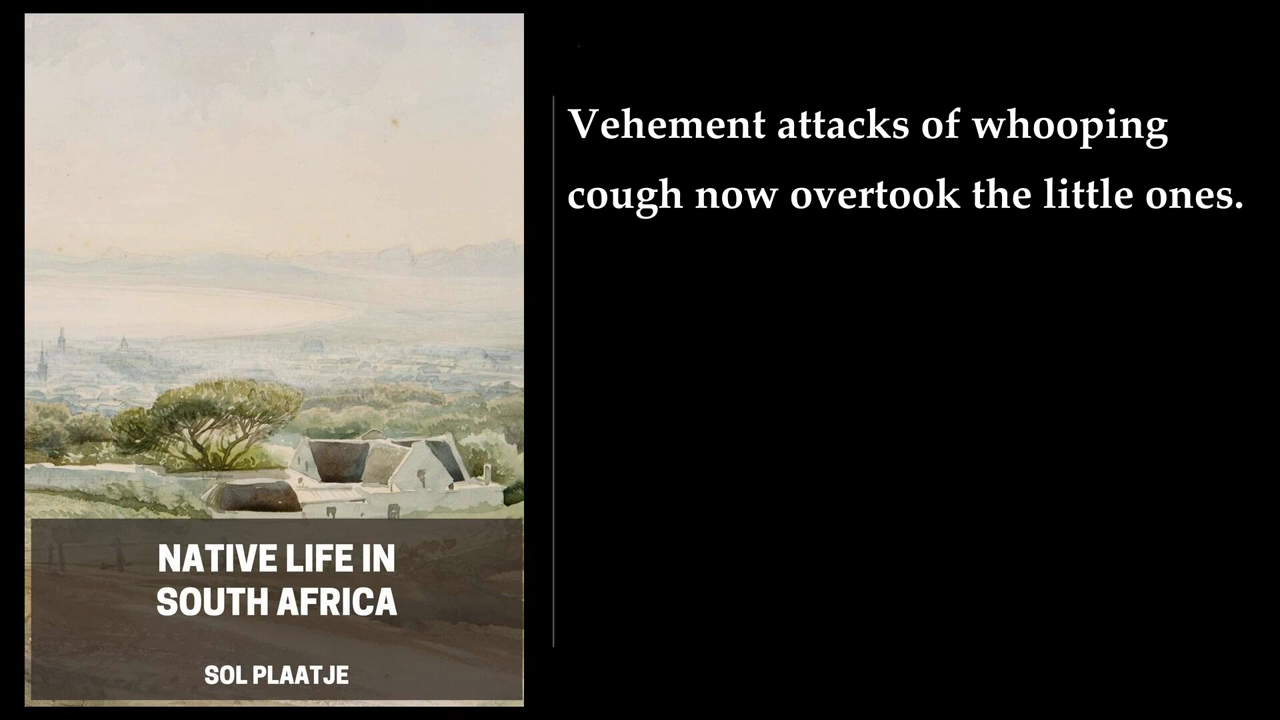 Vehement attacks of whooping
cough now overtook the little ones.
NATIVE LIFE IN
SOUTH AFRICA
SOL PLAATJE